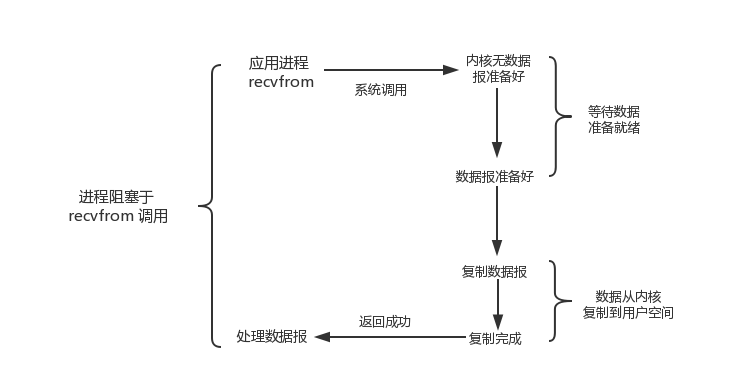 应用进程
recvfrom
系统调用
内核无数据
报准备好
等待数据
准备就绪
数据报准备好
进程阻塞于
recvfrom 调用
复制数据报
数据从内核
复制到用户空间
返回成功
处理数据报
复制完成